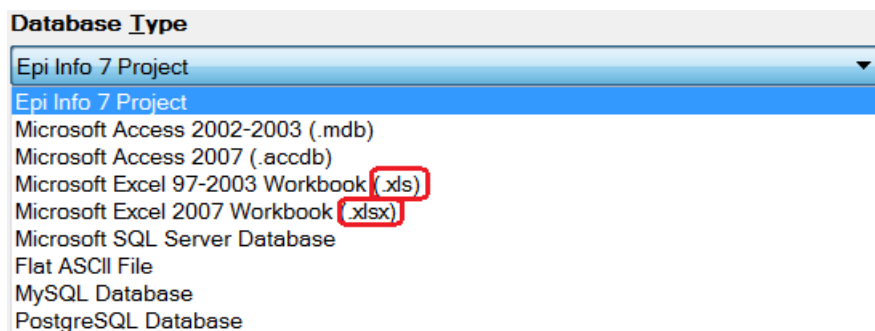 Database Type
Epi Info 7 Project
Epi Info 7 Project
Microsoft Access 2002-2003 (.mdb)
Microsoft Access 2007 (.accdb)
Microsoft Excel 97-2003 Workbook (.xls)
Microsoft Excel 2007 Workbook (.xlsx)
Microsoft SQL Server Database
Flat ASCII File
MySQL Database
PostgreSQL Database